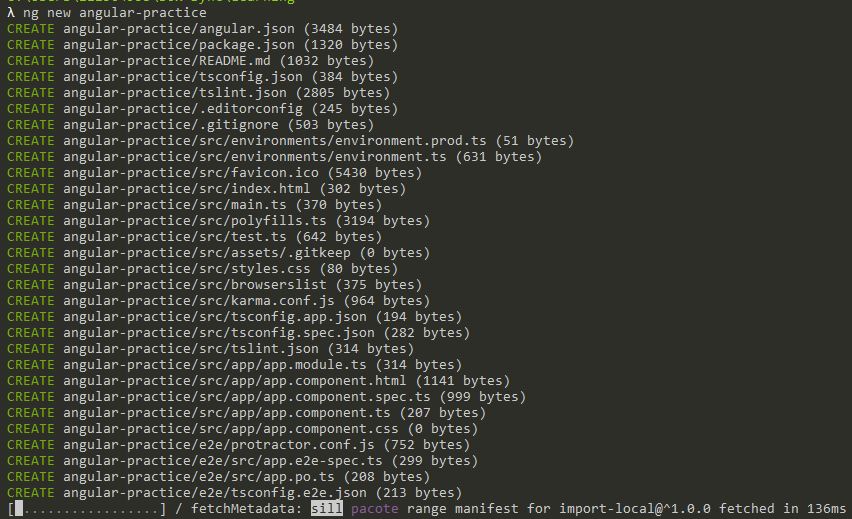 λ ng new angular-practice
CREATE angular-practice/angular.json (3484 bytes)
CREATE angular-practice/package.json (1320 bytes)
CREATE angular-practice/README.md (1032 bytes)
CREATE angular-practice/tsconfig.json (384 bytes)
CREATE angular-practice/tslint.json (2805 bytes)
CREATE angular-practice/.editorconfig (245 bytes)
CREATE angular-practice/.gitignore (503 bytes)
CREATE angular-practice/src/environments/environment.prod.ts (51 bytes)
CREATE angular-practice/src/environments/environment.ts (631 bytes)
CREATE angular-practice/src/favicon.ico (5430 bytes)
CREATE angular-practice/src/index.html (302 bytes)
CREATE angular-practice/src/main.ts (370 bytes)
CREATE angular-practice/src/polyfills.ts (3194 bytes)
CREATE angular-practice/src/test.ts (642 bytes)
CREATE angular-practice/src/assets/.gitkeep (0 bytes)
CREATE angular-practice/src/styles.css (80 bytes)
CREATE angular-practice/src/browserslist (375 bytes)
CREATE angular-practice/src/karma.conf.js (964 bytes)
CREATE angular-practice/src/tsconfig.app.json (194 bytes)
CREATE angular-practice/src/tsconfig.spec.json (282 bytes)
CREATE angular-practice/src/tslint.json (314 bytes)
CREATE angular-practice/src/app/app.module.ts (314 bytes)
CREATE angular-practice/src/app/app.component.html (1141 bytes)
CREATE angular-practice/src/app/app.component.spec.ts (999 bytes)
CREATE angular-practice/src/app/app.component.ts (207 bytes)
CREATE angular-practice/src/app/app.component.css (0 bytes)
CREATE angular-practice/e2e/protractor.conf.js (752 bytes)
CREATE angular-practice/e2e/src/app.e2e-spec.ts (299 bytes)
CREATE angular-practice/e2e/src/app.po.ts (208 bytes)
CREATE angular-practice/e2e/tsconfig.e2e.json (213 bytes)
[ .................] / fetchMetadata: sill pacote range manifest for import-local@^1.0.0 fetched in 136ms